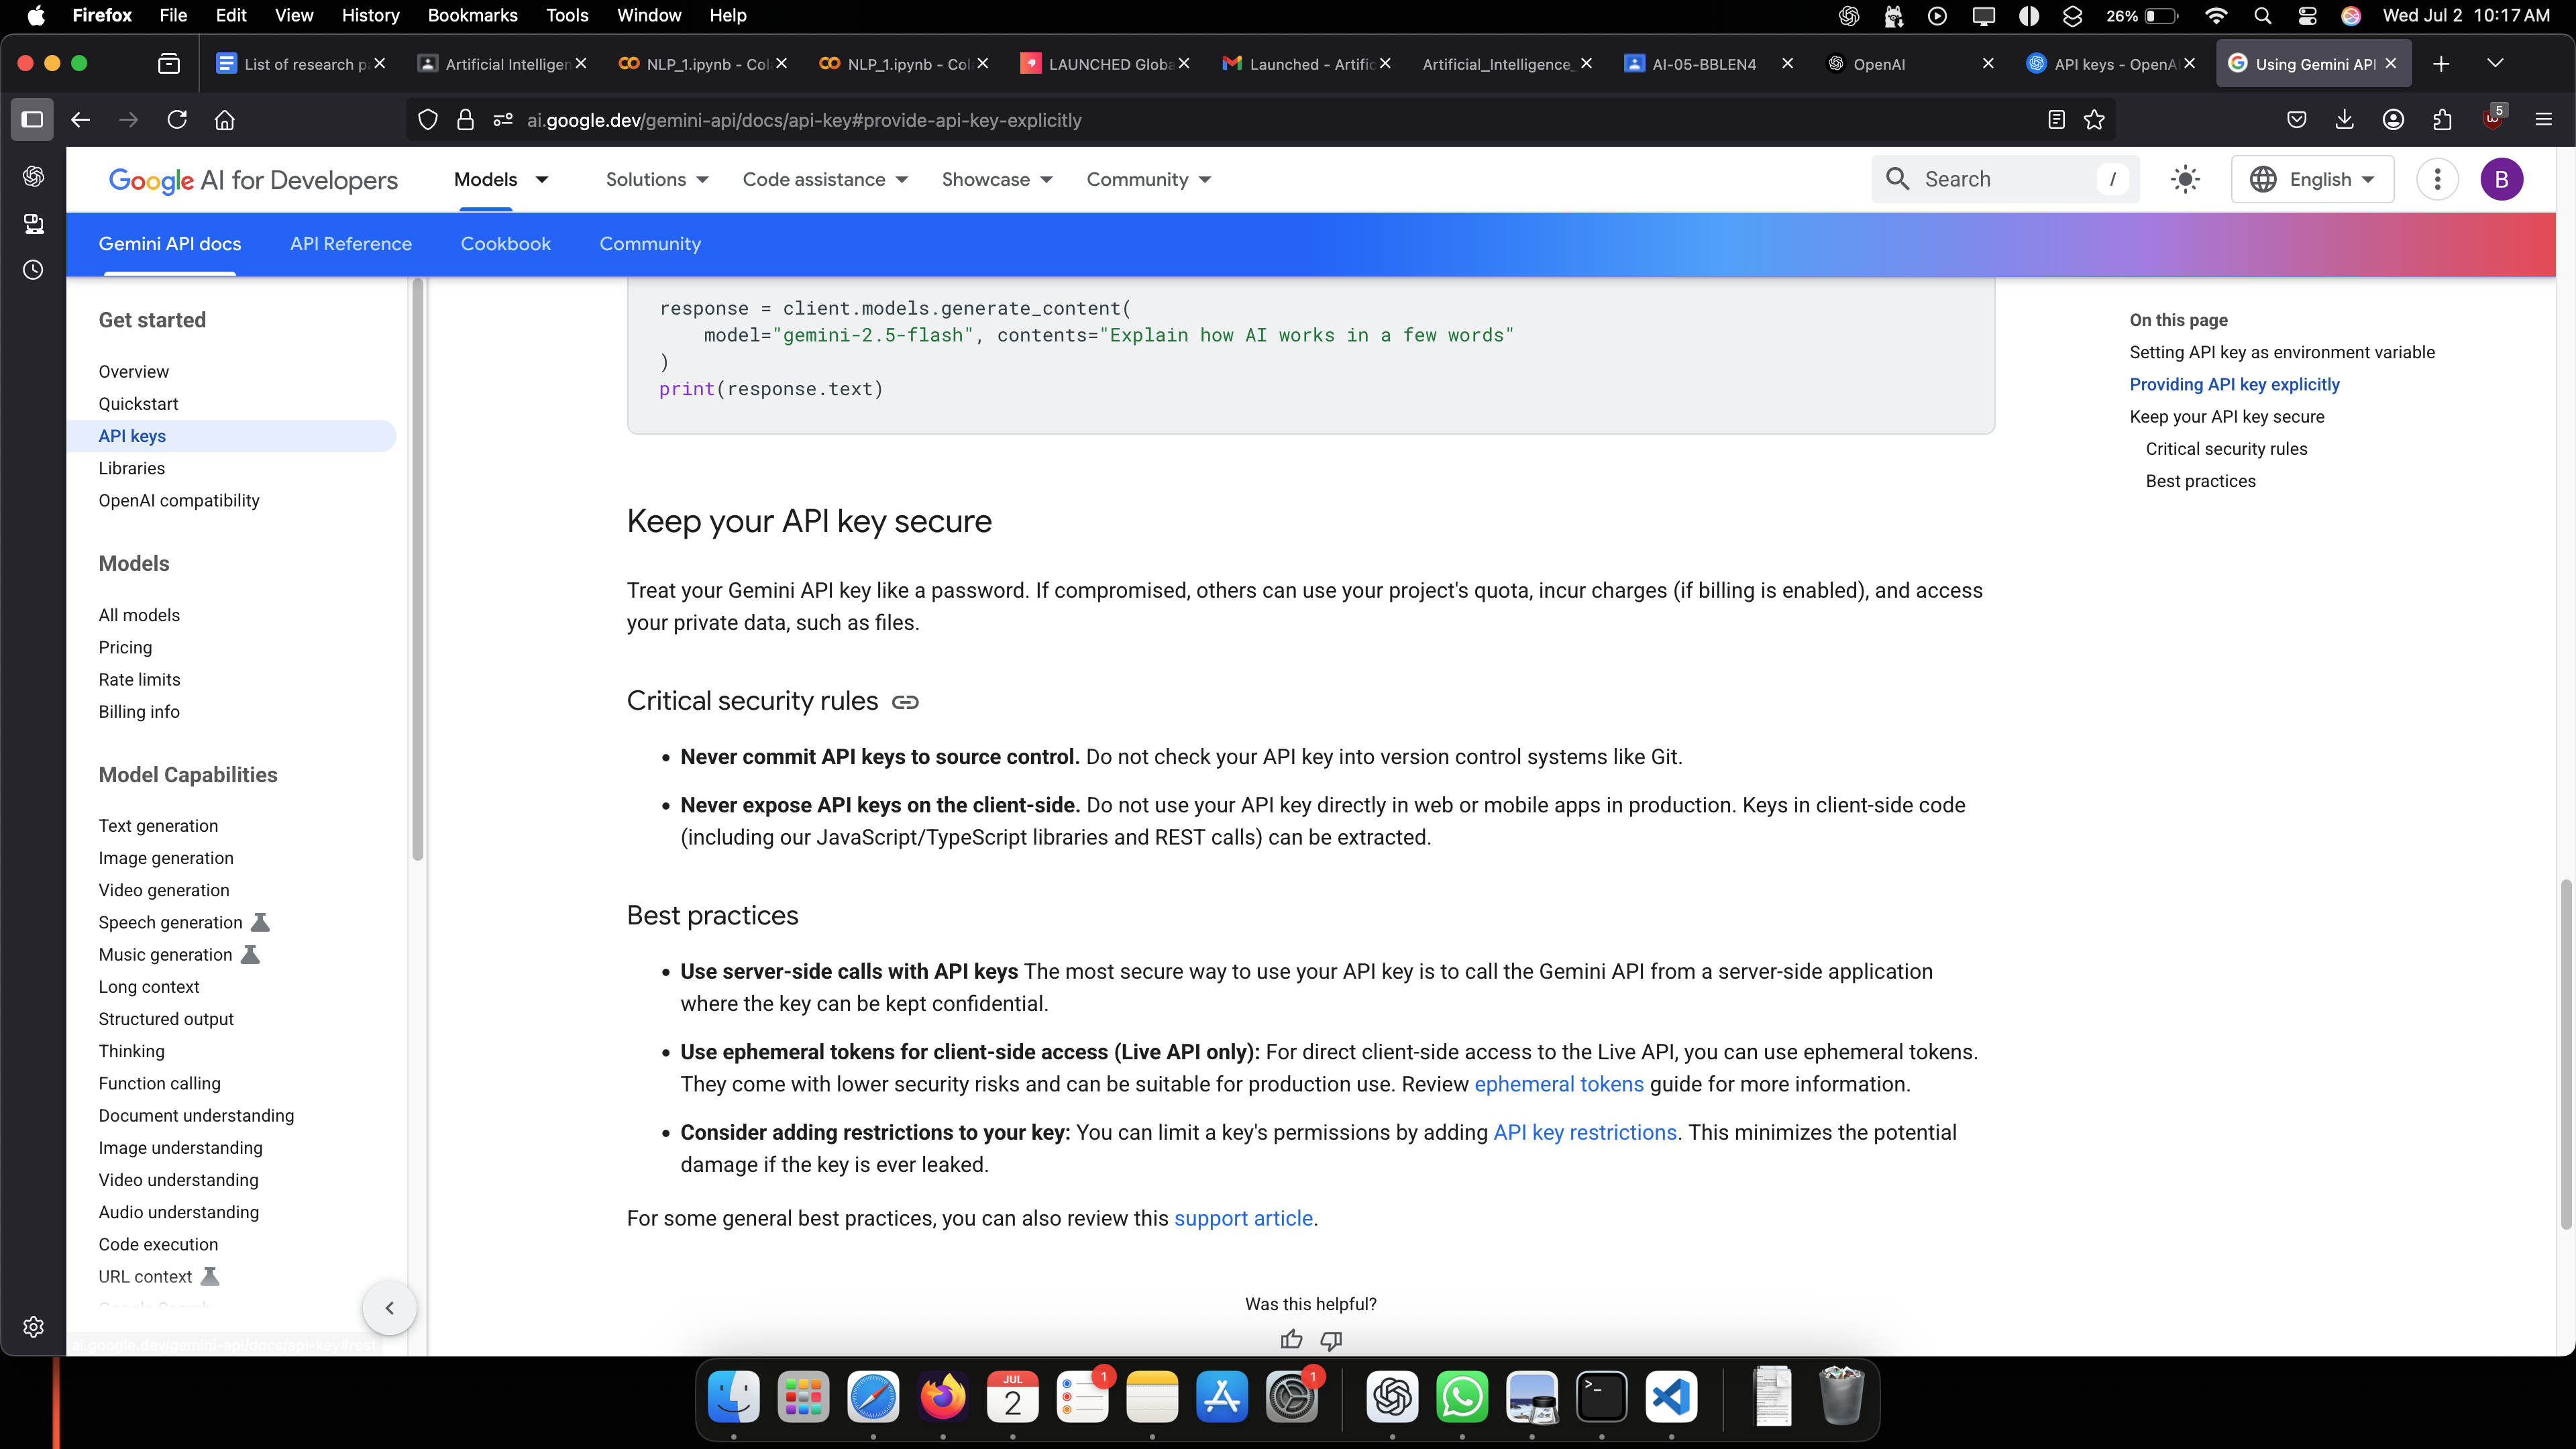 Firefox File Edit View History Bookmarks Tools Window Help 26% Wed Jul 2 10:17 AM
List of research p Artificial Intelligen NLP_1.ipynb - Col NLP_1.ipynb - Col LAUNCHED Globa Launched - Artific Artificial_Intelligence_ AI-05-BBLEN4 OpenAI API keys - OpenA Using Gemini API
ai.google.dev/gemini-api/docs/api-key#provide-api-key-explicitly 5
Google AI for Developers Models Solutions Code assistance Showcase Community Search / English B
Gemini API docs API Reference Cookbook Community
Get started
Overview
Quickstart
API keys
Libraries
OpenAI compatibility
Models
All models
Pricing
Rate limits
Billing info
Model Capabilities
Text generation
Image generation
Video generation
Speech generation
Music generation
Long context
Structured output
Thinking
Function calling
Document understanding
Image understanding
Video understanding
Audio understanding
Code execution
URL context
Google Search
ai.google.dev/gemini-api/docs/api-key#rest
response = client.models.generate_content(
model="gemini-2.5-flash", contents="Explain how AI works in a few words"
)
print(response.text)
Keep your API key secure
Treat your Gemini API key like a password. If compromised, others can use your project's quota, incur charges (if billing is enabled), and access
your private data, such as files.
Critical security rules
• Never commit API keys to source control. Do not check your API key into version control systems like Git.
• Never expose API keys on the client-side. Do not use your API key directly in web or mobile apps in production. Keys in client-side code
(including our JavaScript/TypeScript libraries and REST calls) can be extracted.
Best practices
• Use server-side calls with API keys The most secure way to use your API key is to call the Gemini API from a server-side application
where the key can be kept confidential.
• Use ephemeral tokens for client-side access (Live API only): For direct client-side access to the Live API, you can use ephemeral tokens.
They come with lower security risks and can be suitable for production use. Review ephemeral tokens guide for more information.
• Consider adding restrictions to your key: You can limit a key's permissions by adding API key restrictions. This minimizes the potential
damage if the key is ever leaked.
For some general best practices, you can also review this support article.
Was this helpful?
On this page
Setting API key as environment variable
Providing API key explicitly
Keep your API key secure
Critical security rules
Best practices
JUL
2
1
1
>_